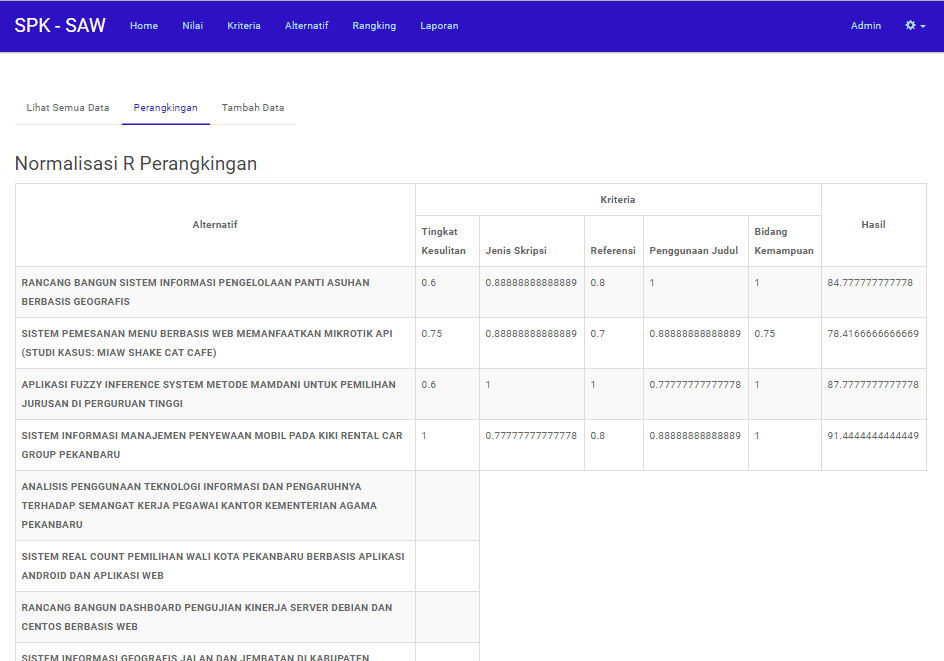 SPK - SAW Home Nilai Kriteria Alternatif Rangking Laporan Admin
Lihat Semua Data Perangkingan Tambah Data
Normalisasi R Perangkingan
Alternatif
Kriteria
Hasil
Tingkat
Kesulitan
Jenis Skripsi
Referensi
Penggunaan Judul
Bidang
Kemampuan
RANCANG BANGUN SISTEM INFORMASI PENGELOLAAN PANTI ASUHAN
BERBASIS GEOGRAFIS
0.6 0.88888888888889 0.8 1 1 84.777777777778
SISTEM PEMESANAN MENU BERBASIS WEB MEMANFAATKAN MIKROTIK API
(STUDI KASUS: MIAW SHAKE CAT CAFE)
0.75 0.88888888888889 0.7 0.88888888888889 0.75 78.4166666666669
APLIKASI FUZZY INFERENCE SYSTEM METODE MAMDANI UNTUK PEMILIHAN
JURUSAN DI PERGURUAN TINGGI
0.6 1 1 0.77777777777778 1 87.7777777777778
SISTEM INFORMASI MANAJEMEN PENYEWAAN MOBIL PADA KIKI RENTAL CAR
GROUP PEKANBARU
1 0.77777777777778 0.8 0.88888888888889 1 91.4444444444449
ANALISIS PENGGUNAAN TEKNOLOGI INFORMASI DAN PENGARUHNYA
TERHADAP SEMANGAT KERJA PEGAWAI KANTOR KEMENTERIAN AGAMA
PEKANBARU
SISTEM REAL COUNT PEMILIHAN WALI KOTA PEKANBARU BERBASIS APLIKASI
ANDROID DAN APLIKASI WEB
RANCANG BANGUN DASHBOARD PENGUJIAN KINERJA SERVER DEBIAN DAN
CENTOS BERBASIS WEB
SISTEM INFORMASI GEOGRAFIS JALAN DAN JEMBATAN DI KABUPATEN